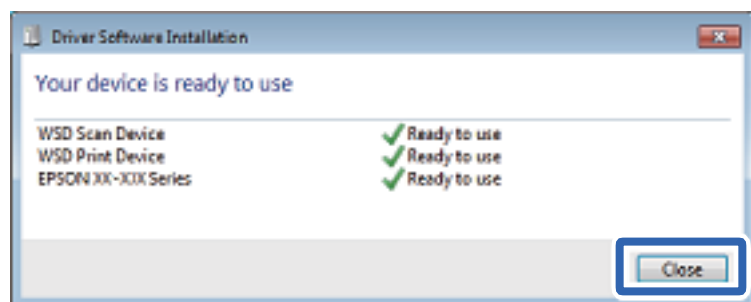 Driver Software Installation
Your device is ready to use
WSD Scan Device Ready to use
WSD Print Device Ready to use
EPSON XX-XXX Series Ready to use
Close